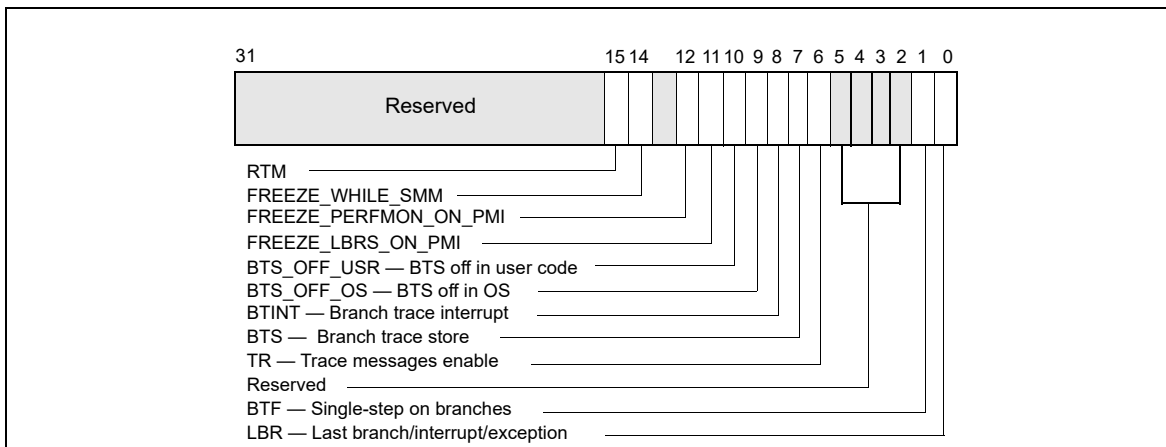 31 15 14 12 11 10 9 8 7 6 5 4 3 2 1 0
Reserved
RTM
FREEZE_WHILE_SMM
FREEZE_PERFMON_ON_PMI
FREEZE_LBRS_ON_PMI
BTS_OFF_USR — BTS off in user code
BTS_OFF_OS — BTS off in OS
BTINT — Branch trace interrupt
BTS — Branch trace store
TR — Trace messages enable
Reserved
BTF — Single-step on branches
LBR — Last branch/interrupt/exception